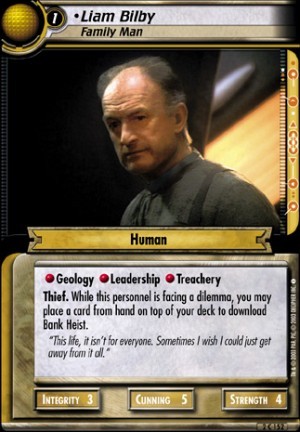 1 •Liam Bilby
Family Man
Human
• Geology • Leadership • Treachery
Thief. While this personnel is facing a dilemma, you may
place a card from hand on top of your deck to download
Bank Heist.
"This life, it isn't for everyone. Sometimes I wish I could just get
away from it all."
INTEGRITY 3 CUNNING 5 STRENGTH 4